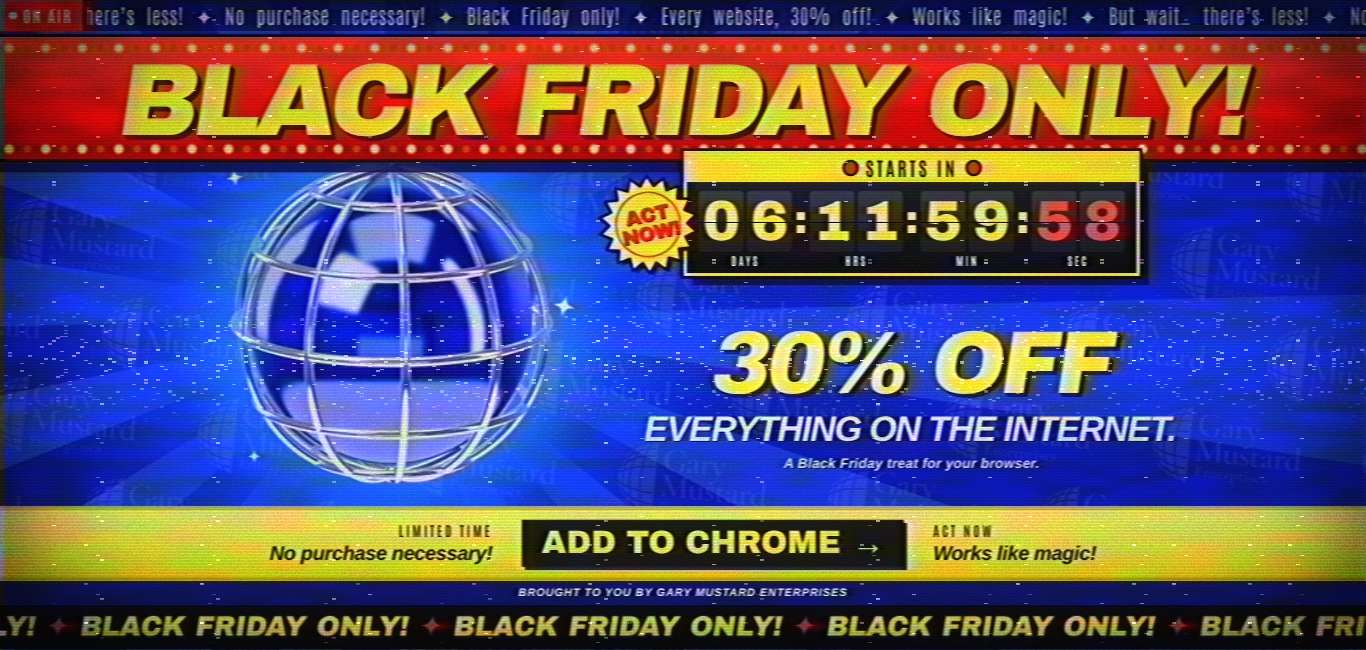 ON AIR
here's less! ✦ No purchase necessary! ✦ Black Friday only! ✦ Every website, 30% off! ✦ Works like magic! ✦ But wait… there's less! ✦
BLACK FRIDAY ONLY!
STARTS IN
ACT NOW!
06:11:59:58
DAYS HRS MIN SEC
30% OFF
EVERYTHING ON THE INTERNET.
A Black Friday treat for your browser.
LIMITED TIME
No purchase necessary!
ADD TO CHROME →
ACT NOW
Works like magic!
BROUGHT TO YOU BY GARY MUSTARD ENTERPRISES
LY! ✦ BLACK FRIDAY ONLY! ✦ BLACK FRIDAY ONLY! ✦ BLACK FRIDAY ONLY! ✦ BLACK FRI
Gary
Mustard